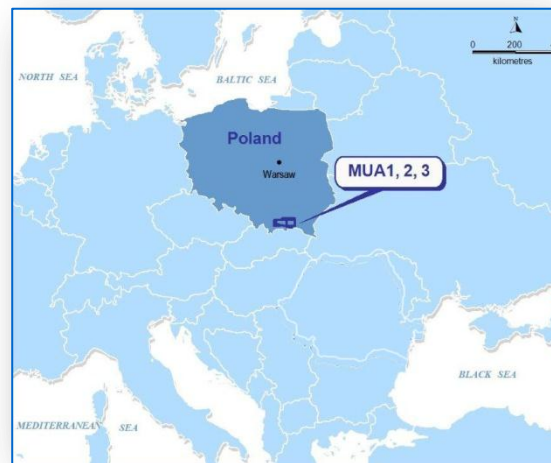 N
0 200
kilometres
NORTH SEA
BALTIC SEA
Poland
Warsaw
MUA1, 2, 3
BLACK SEA
MEDITERRANEAN SEA